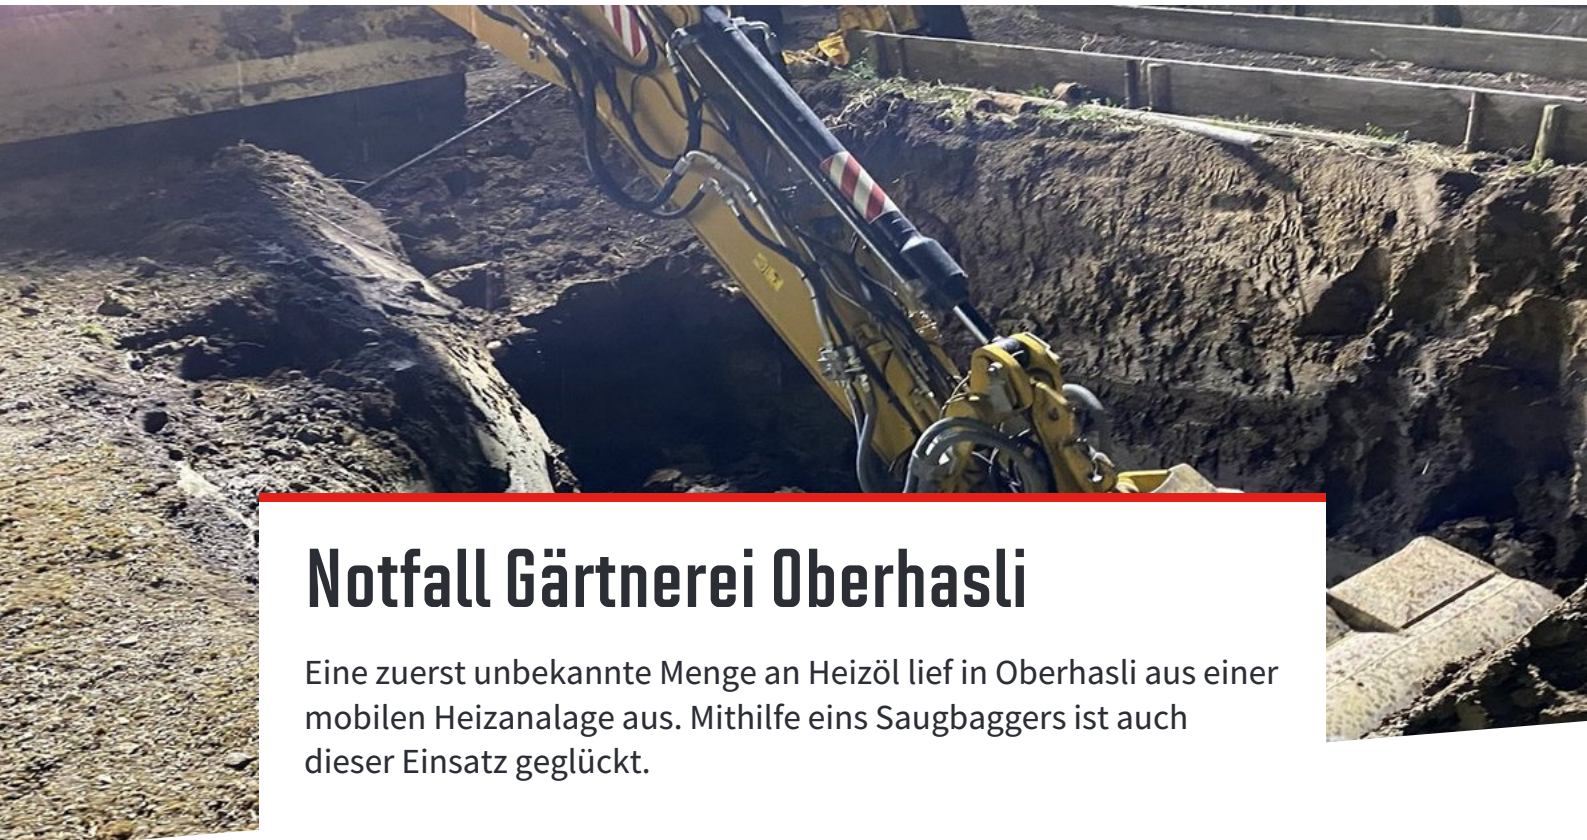 Notfall Gärtnerei Oberhasli
Eine zuerst unbekannte Menge an Heizöl lief in Oberhasli aus einer
mobilen Heizanalage aus. Mithilfe eins Saugbaggers ist auch
dieser Einsatz geglückt.